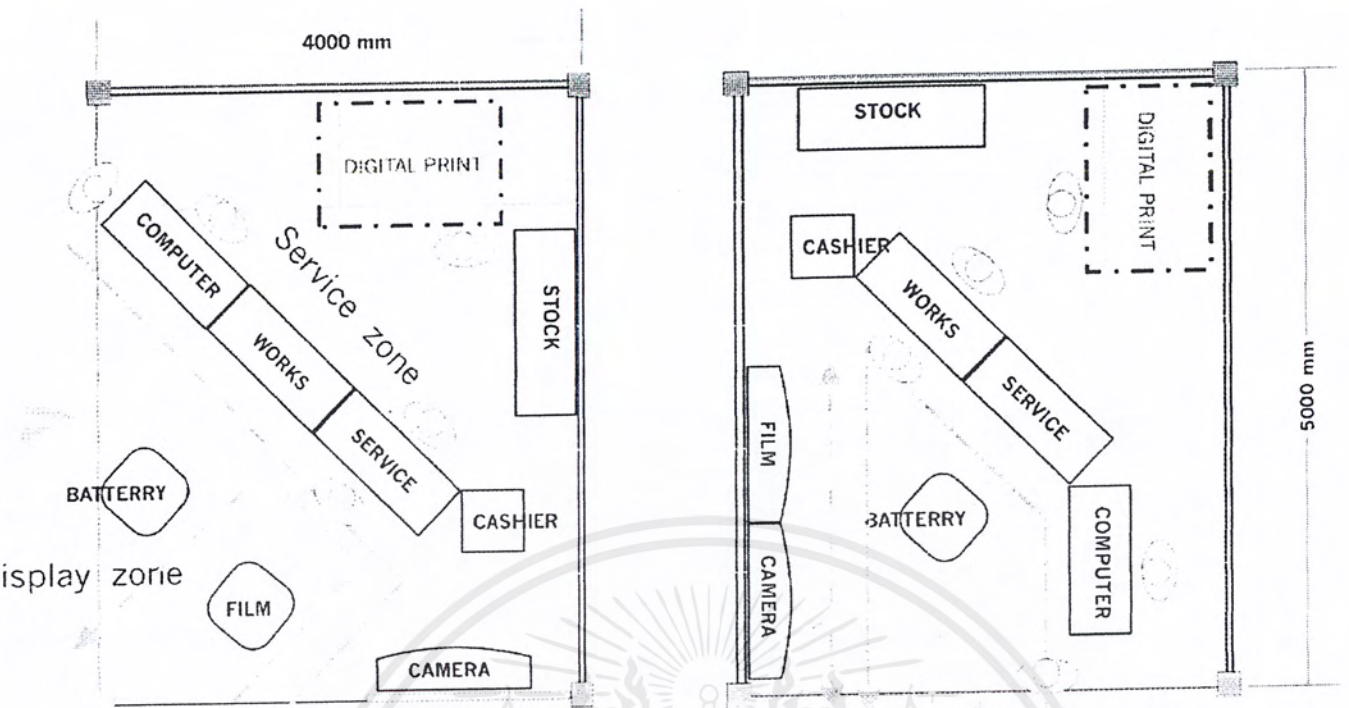 4000 mm
DIGITAL PRINT
COMPUTER
WORKS
SERVICE
Service zone
STOCK
BATTERRY
CASHIER
isplay zone
FILM
CAMERA
STOCK
DIGITAL PRINT
CASHIER
WORKS
SERVICE
FILM
CAMERA
BATTERRY
COMPUTER
5000 mm